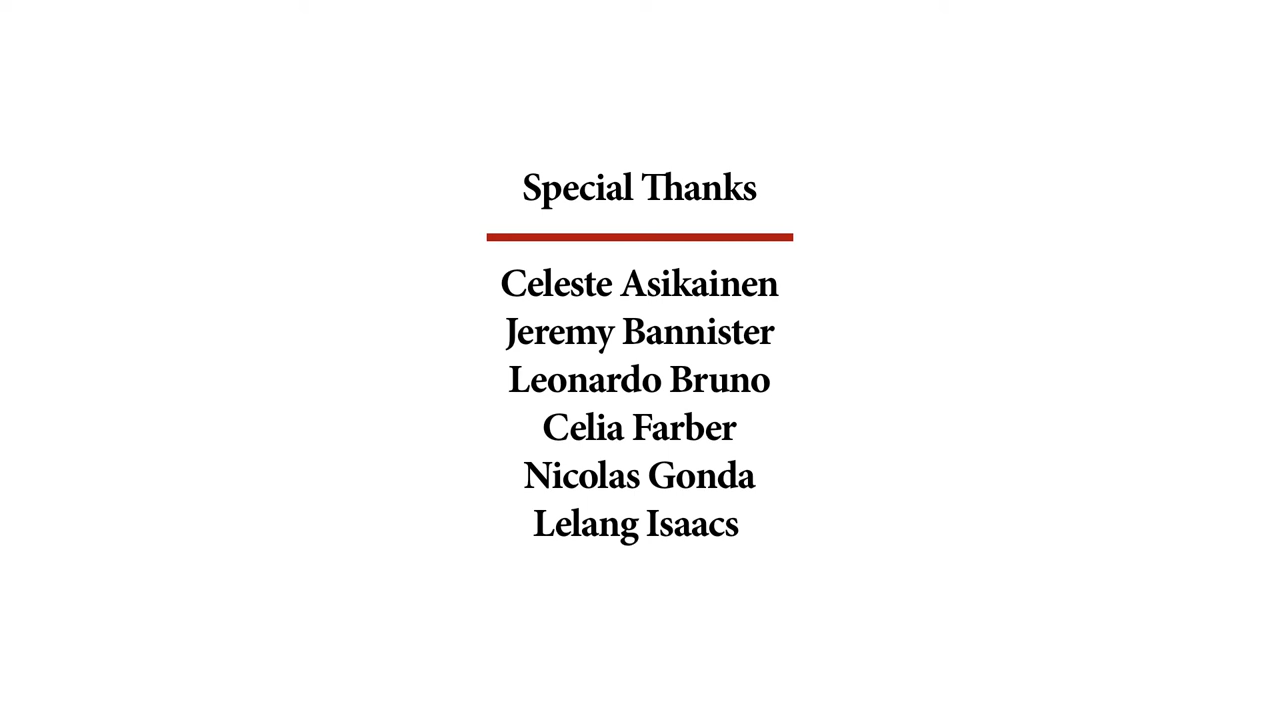 Special Thanks
Celeste Asikainen
Jeremy Bannister
Leonardo Bruno
Celia Farber
Nicolas Gonda
Lelang Isaacs